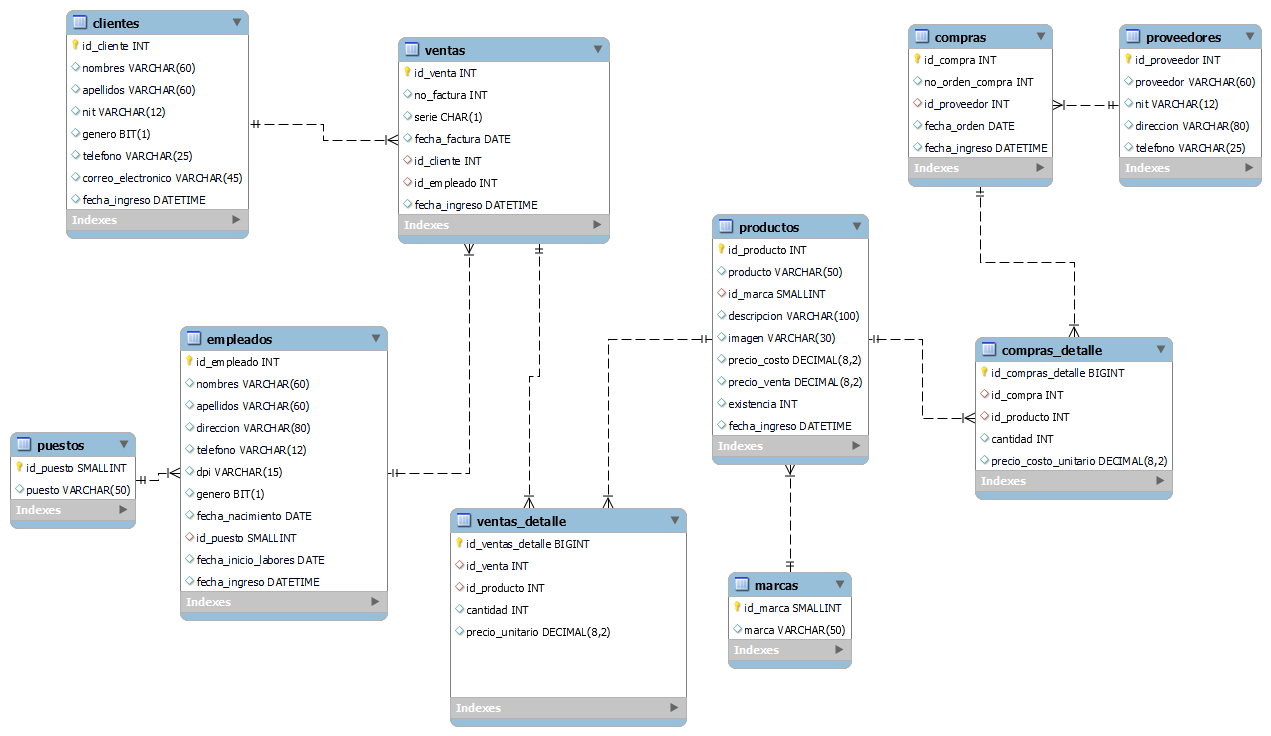 clientes
id_cliente INT
nombres VARCHAR(60)
apellidos VARCHAR(60)
nit VARCHAR(12)
genero BIT(1)
telefono VARCHAR(25)
correo_electronico VARCHAR(45)
fecha_ingreso DATETIME
Indexes
ventas
id_venta INT
no_factura INT
serie CHAR(1)
fecha_factura DATE
id_cliente INT
id_empleado INT
fecha_ingreso DATETIME
Indexes
compras
id_compra INT
no_orden_compra INT
id_proveedor INT
fecha_orden DATE
fecha_ingreso DATETIME
Indexes
proveedores
id_proveedor INT
proveedor VARCHAR(60)
nit VARCHAR(12)
direccion VARCHAR(80)
telefono VARCHAR(25)
Indexes
productos
id_producto INT
producto VARCHAR(50)
id_marca SMALLINT
descripcion VARCHAR(100)
imagen VARCHAR(30)
precio_costo DECIMAL(8,2)
precio_venta DECIMAL(8,2)
existencia INT
fecha_ingreso DATETIME
Indexes
empleados
id_empleado INT
nombres VARCHAR(60)
apellidos VARCHAR(60)
direccion VARCHAR(80)
telefono VARCHAR(12)
dpi VARCHAR(15)
genero BIT(1)
fecha_nacimiento DATE
id_puesto SMALLINT
fecha_inicio_labores DATE
fecha_ingreso DATETIME
Indexes
compras_detalle
id_compras_detalle BIGINT
id_compra INT
id_producto INT
cantidad INT
precio_costo_unitario DECIMAL(8,2)
Indexes
puestos
id_puesto SMALLINT
puesto VARCHAR(50)
Indexes
ventas_detalle
id_ventas_detalle BIGINT
id_venta INT
id_producto INT
cantidad INT
precio_unitario DECIMAL(8,2)
Indexes
marcas
id_marca SMALLINT
marca VARCHAR(50)
Indexes